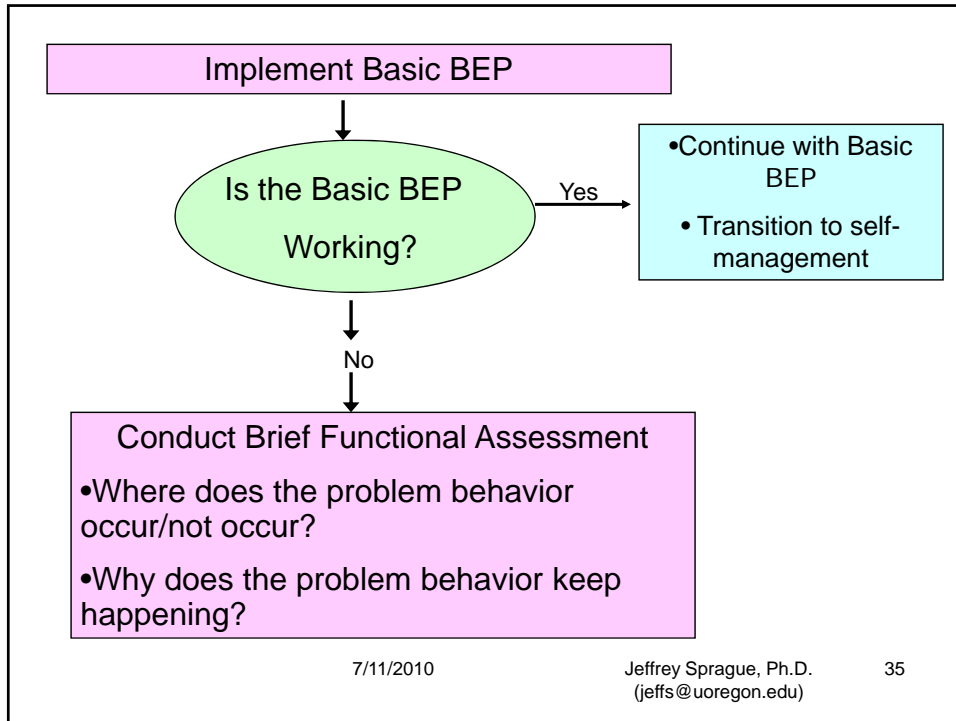 Implement Basic BEP
Is the Basic BEP
Working?
Yes
•Continue with Basic
BEP
• Transition to self-
management
No
Conduct Brief Functional Assessment
•Where does the problem behavior
occur/not occur?
•Why does the problem behavior keep
happening?
7/11/2010
Jeffrey Sprague, Ph.D.
(jeffs@uoregon.edu)
35